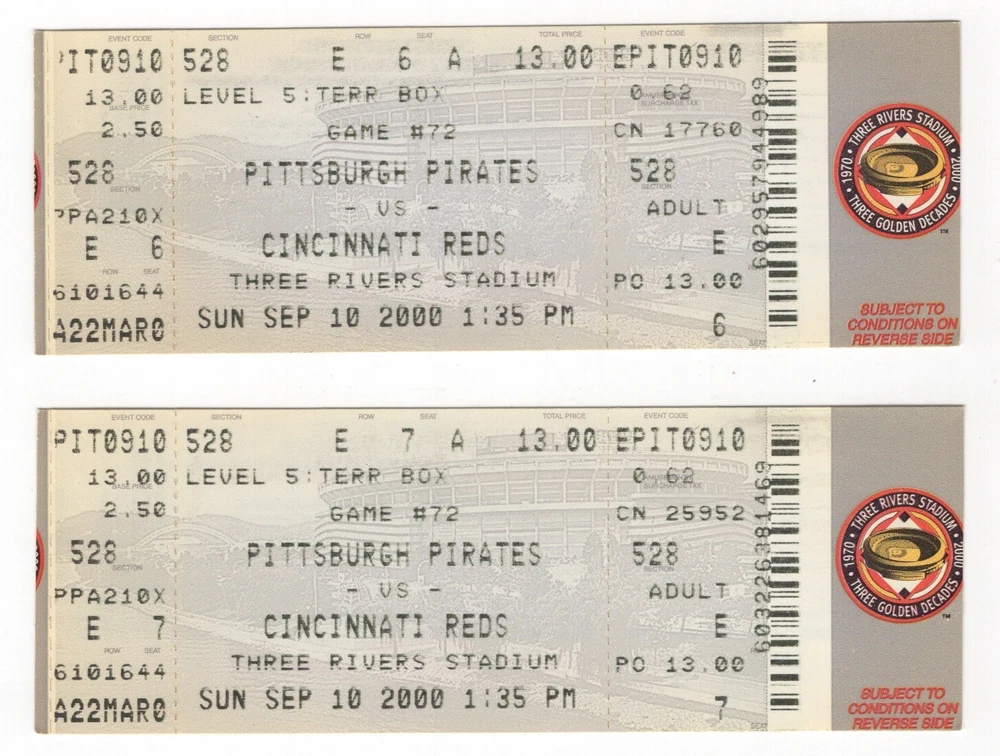 EVENT CODE SECTION ROW SEAT TOTAL PRICE EVENT CODE
PIT0910 528 E 6 A 13.00 EPIT0910
13.00 LEVEL 5:TERR BOX 0.62
BASE PRICE SURCHARGE TAX
2.50 GAME #72 CN 17760
528 PITTSBURGH PIRATES 528
SECTION SECTION
PPA210X - VS - ADULT
E 6 CINCINNATI REDS E
ROW SEAT
THREE RIVERS STADIUM PO 13.00
6101644
A22MAR0 SUN SEP 10 2000 1:35 PM 6
SEAT
602957944989
THREE RIVERS STADIUM
1970 • 2000
THREE GOLDEN DECADES
TM
SUBJECT TO
CONDITIONS ON
REVERSE SIDE
EVENT CODE SECTION ROW SEAT TOTAL PRICE EVENT CODE
PIT0910 528 E 7 A 13.00 EPIT0910
13.00 LEVEL 5:TERR BOX 0.62
BASE PRICE SURCHARGE TAX
2.50 GAME #72 CN 25952
528 PITTSBURGH PIRATES 528
SECTION SECTION
PPA210X - VS - ADULT
E 7 CINCINNATI REDS E
ROW SEAT
THREE RIVERS STADIUM PO 13.00
6101644
A22MAR0 SUN SEP 10 2000 1:35 PM 7
SEAT
603226381469
THREE RIVERS STADIUM
1970 • 2000
THREE GOLDEN DECADES
TM
SUBJECT TO
CONDITIONS ON
REVERSE SIDE